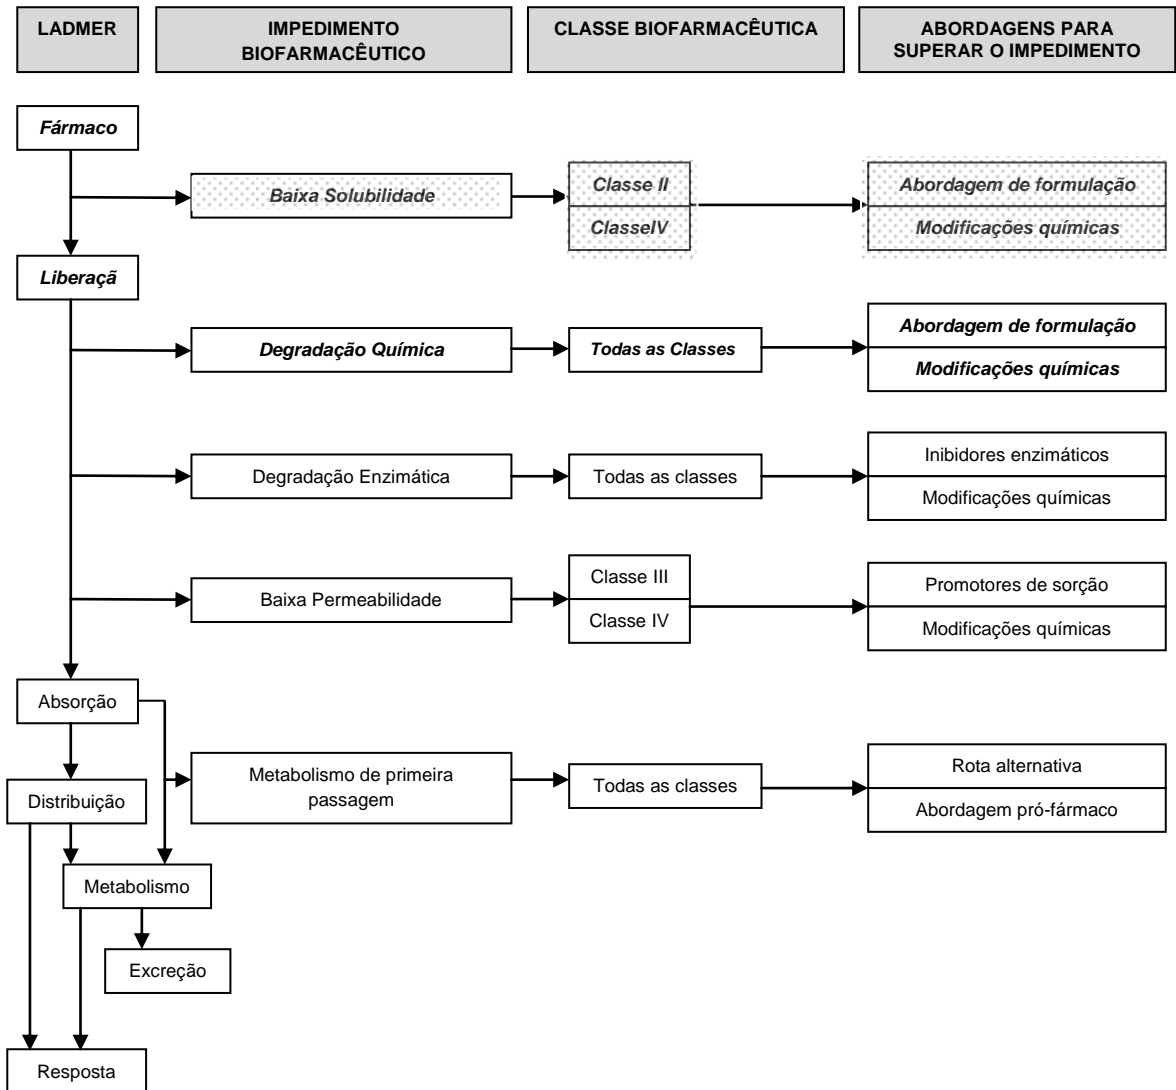 LADMER
IMPEDIMENTO
BIOFARMACÊUTICO
CLASSE BIOFARMACÊUTICA
ABORDAGENS PARA
SUPERAR O IMPEDIMENTO
Fármaco
Baixa Solubilidade
Classe II
ClasseIV
Abordagem de formulação
Modificações químicas
Liberaçã
Degradação Química
Todas as Classes
Abordagem de formulação
Modificações químicas
Degradação Enzimática
Todas as classes
Inibidores enzimáticos
Modificações químicas
Baixa Permeabilidade
Classe III
Classe IV
Promotores de sorção
Modificações químicas
Absorção
Metabolismo de primeira
passagem
Todas as classes
Rota alternativa
Abordagem pró-fármaco
Distribuição
Metabolismo
Excreção
Resposta